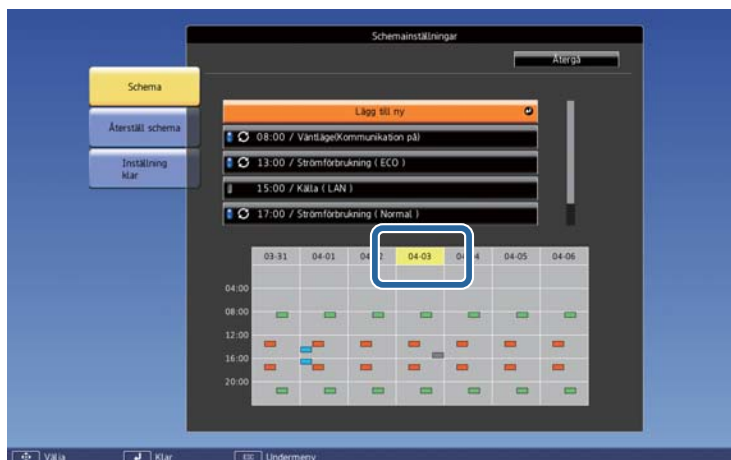 Schemainställningar
Återgå
Schema
Återställ schema
Inställning
klar
Lägg till ny
08:00 / Väntläge(Kommunikation på)
13:00 / Strömförbrukning ( ECO )
15:00 / Källa ( LAN )
17:00 / Strömförbrukning ( Normal )
03-31 04-01 04-03 04-05 04-06
04:00
08:00
12:00
16:00
20:00
Välja Klar Esc Undermeny